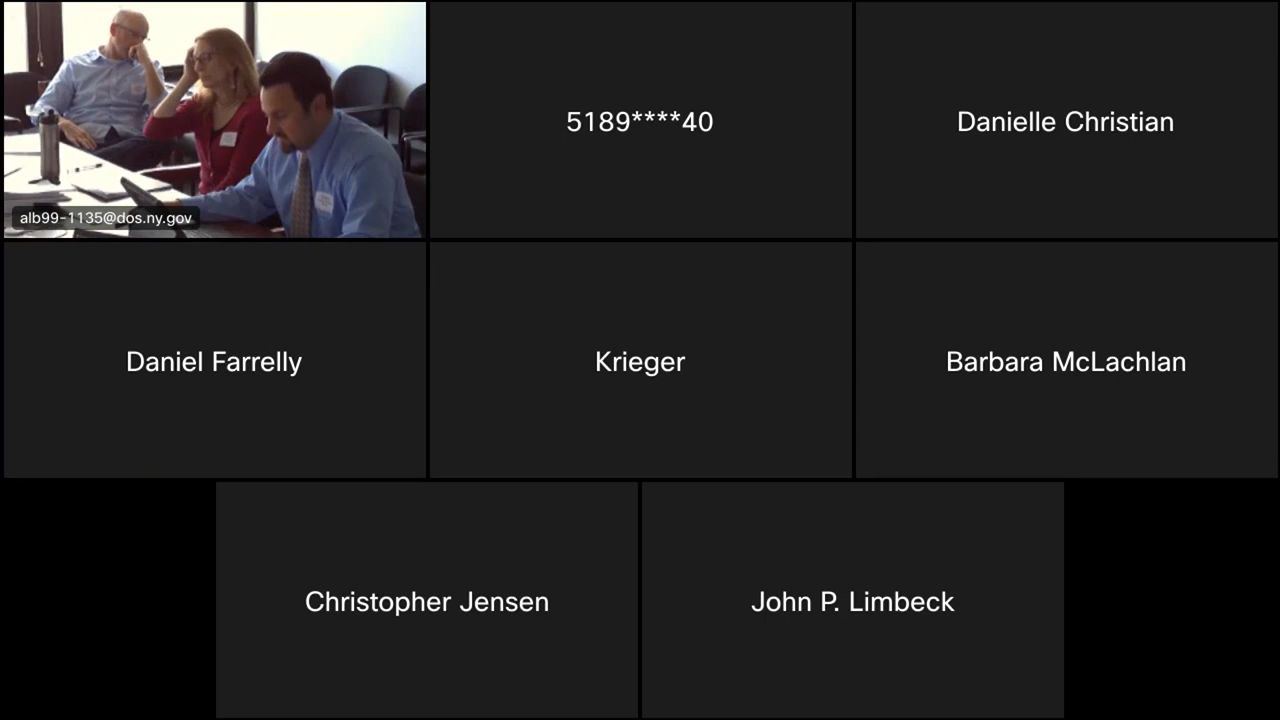 alb99-1135@dos.ny.gov
5189****40
Danielle Christian
Daniel Farrelly
Krieger
Barbara McLachlan
Christopher Jensen
John P. Limbeck